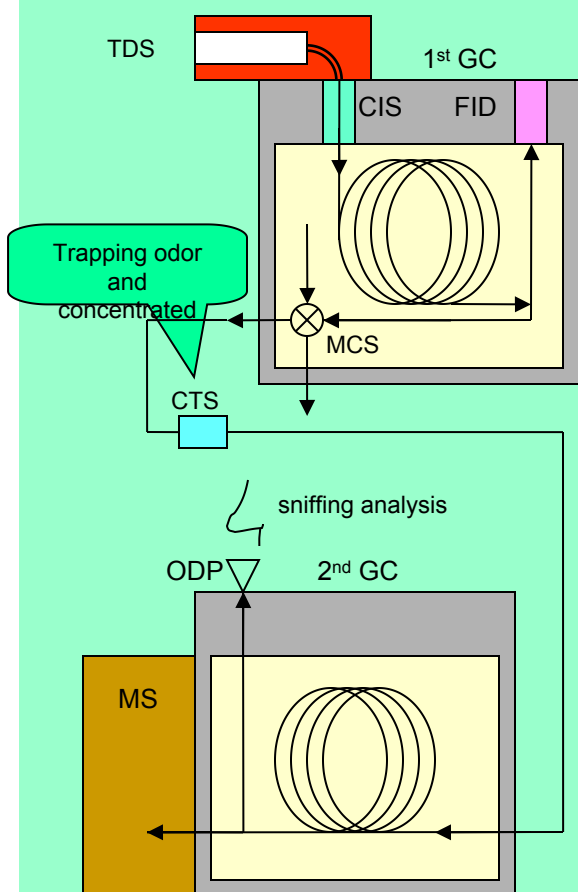 TDS
1st GC
CIS
FID
Trapping odor
and
concentrated
MCS
CTS
sniffing analysis
ODP
2nd GC
MS